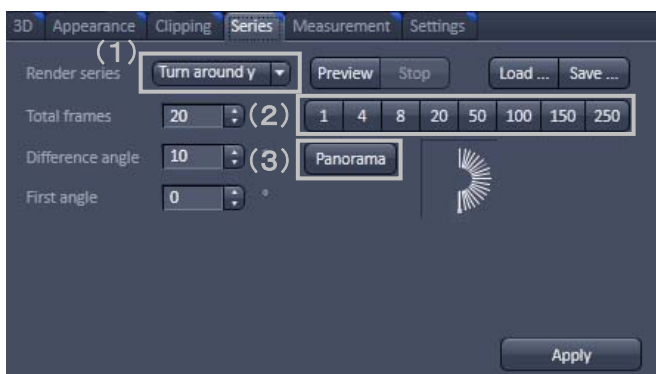 3D Appearance Clipping Series Measurement Settings
(1)
Render series Turn around y Preview Stop Load ... Save ...
Total frames 20 (2) 1 4 8 20 50 100 150 250
Difference angle 10 (3) Panorama
First angle 0 °
Apply